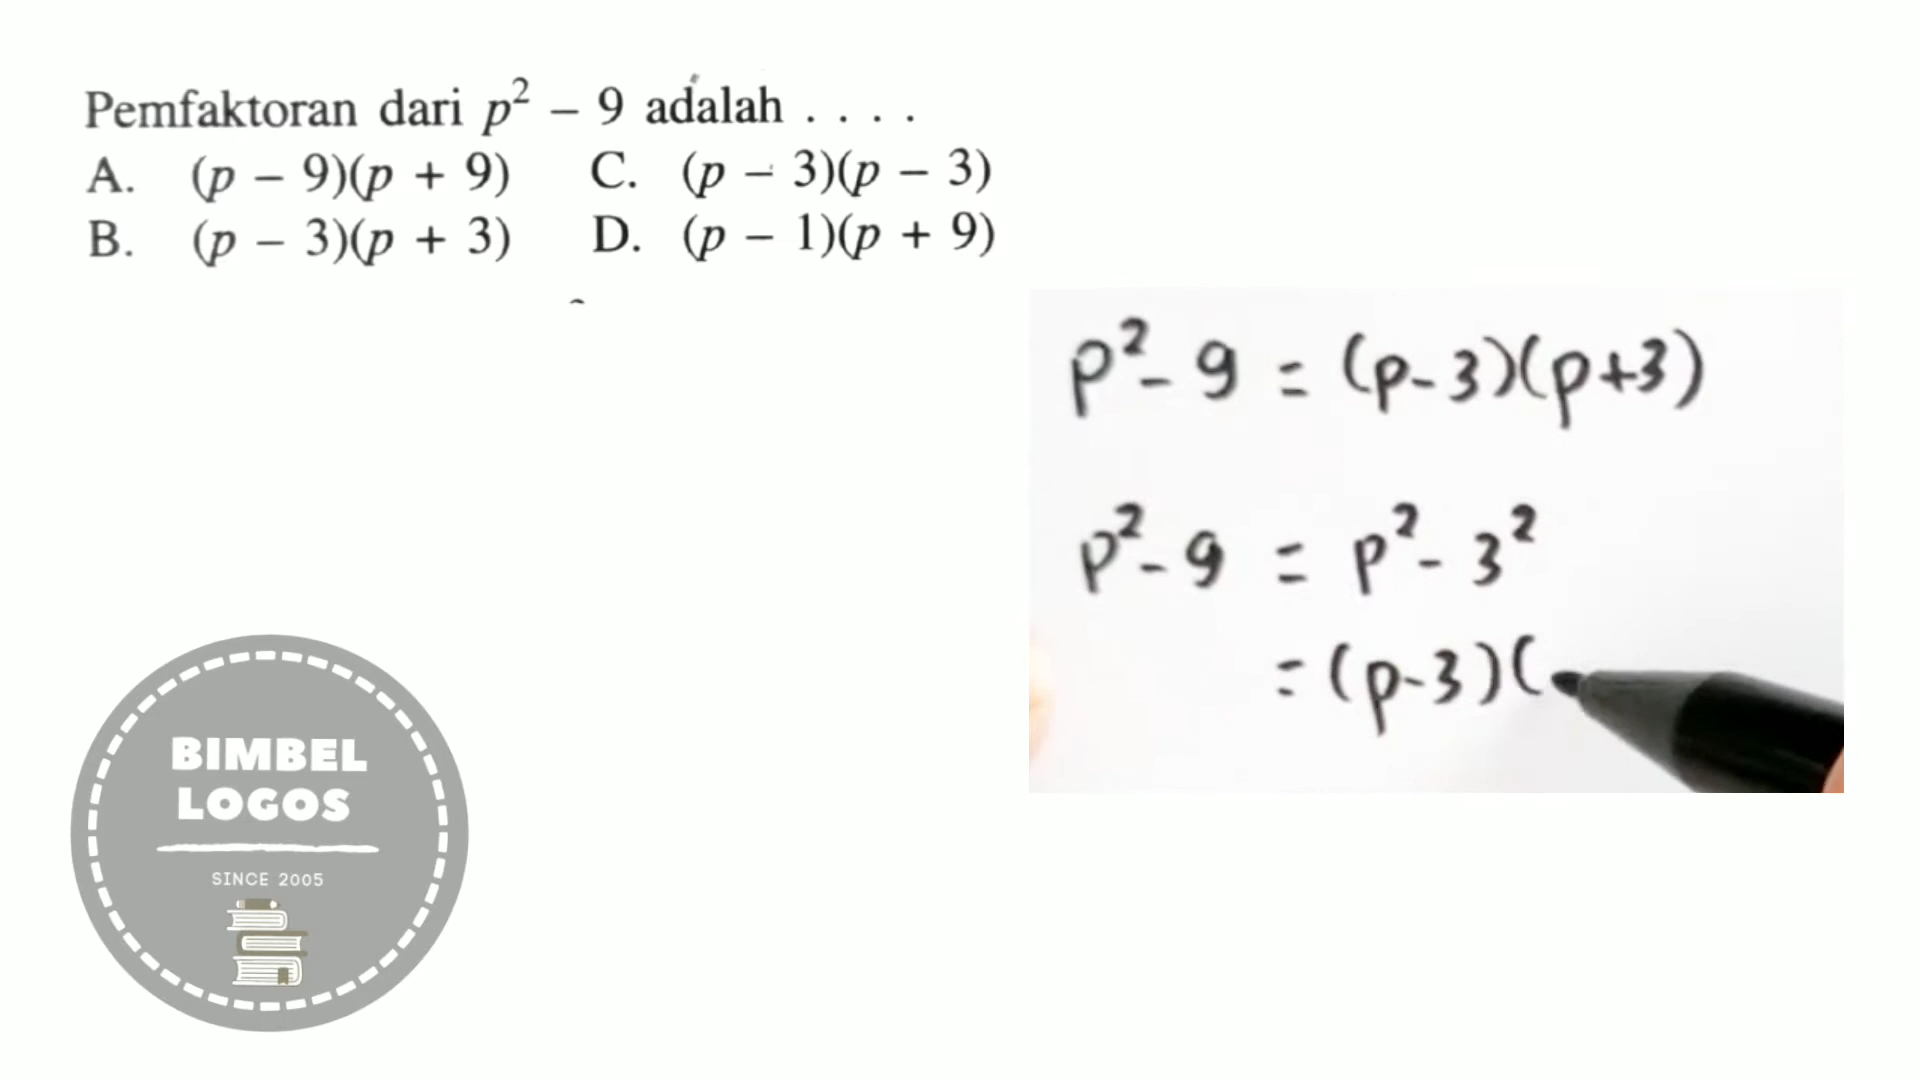 Pemfaktoran dari p² – 9 adalah . . . .
A. (p – 9)(p + 9) C. (p – 3)(p – 3)
B. (p – 3)(p + 3) D. (p – 1)(p + 9)
p² - 9 = (p-3)(p+3)
p² - 9 = p² - 3²
= (p-3)(
BIMBEL
LOGOS
SINCE 2005